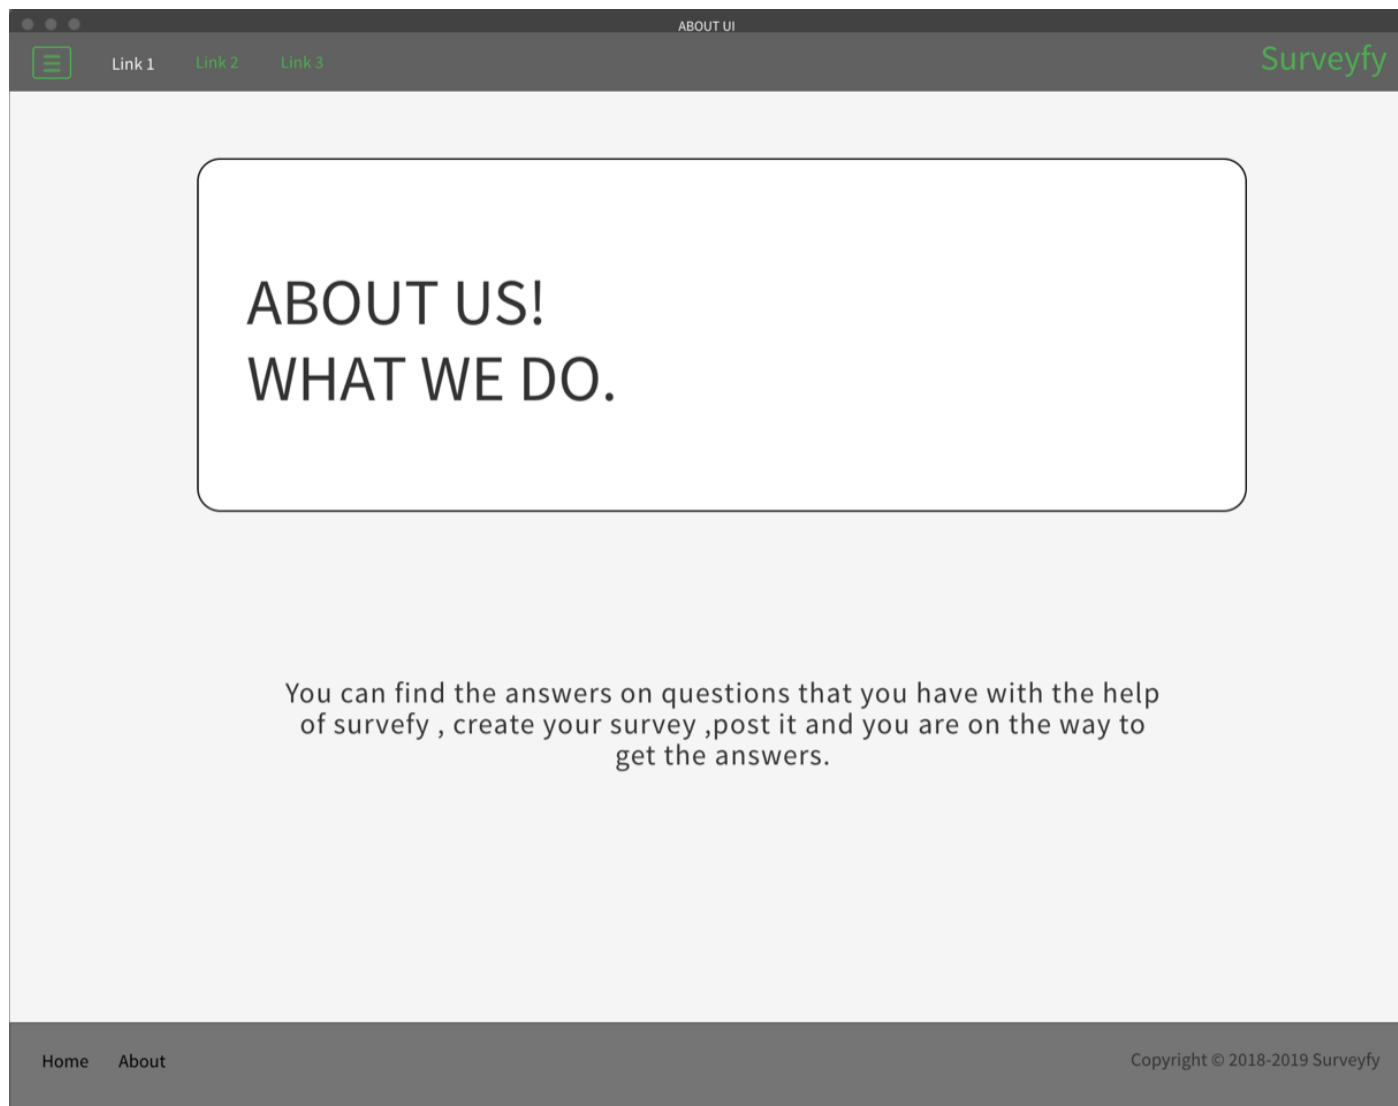 ABOUT UI
Link 1 Link 2 Link 3 Surveyfy
ABOUT US!
WHAT WE DO.
You can find the answers on questions that you have with the help
of survefy , create your survey ,post it and you are on the way to
get the answers.
Home About Copyright © 2018-2019 Surveyfy